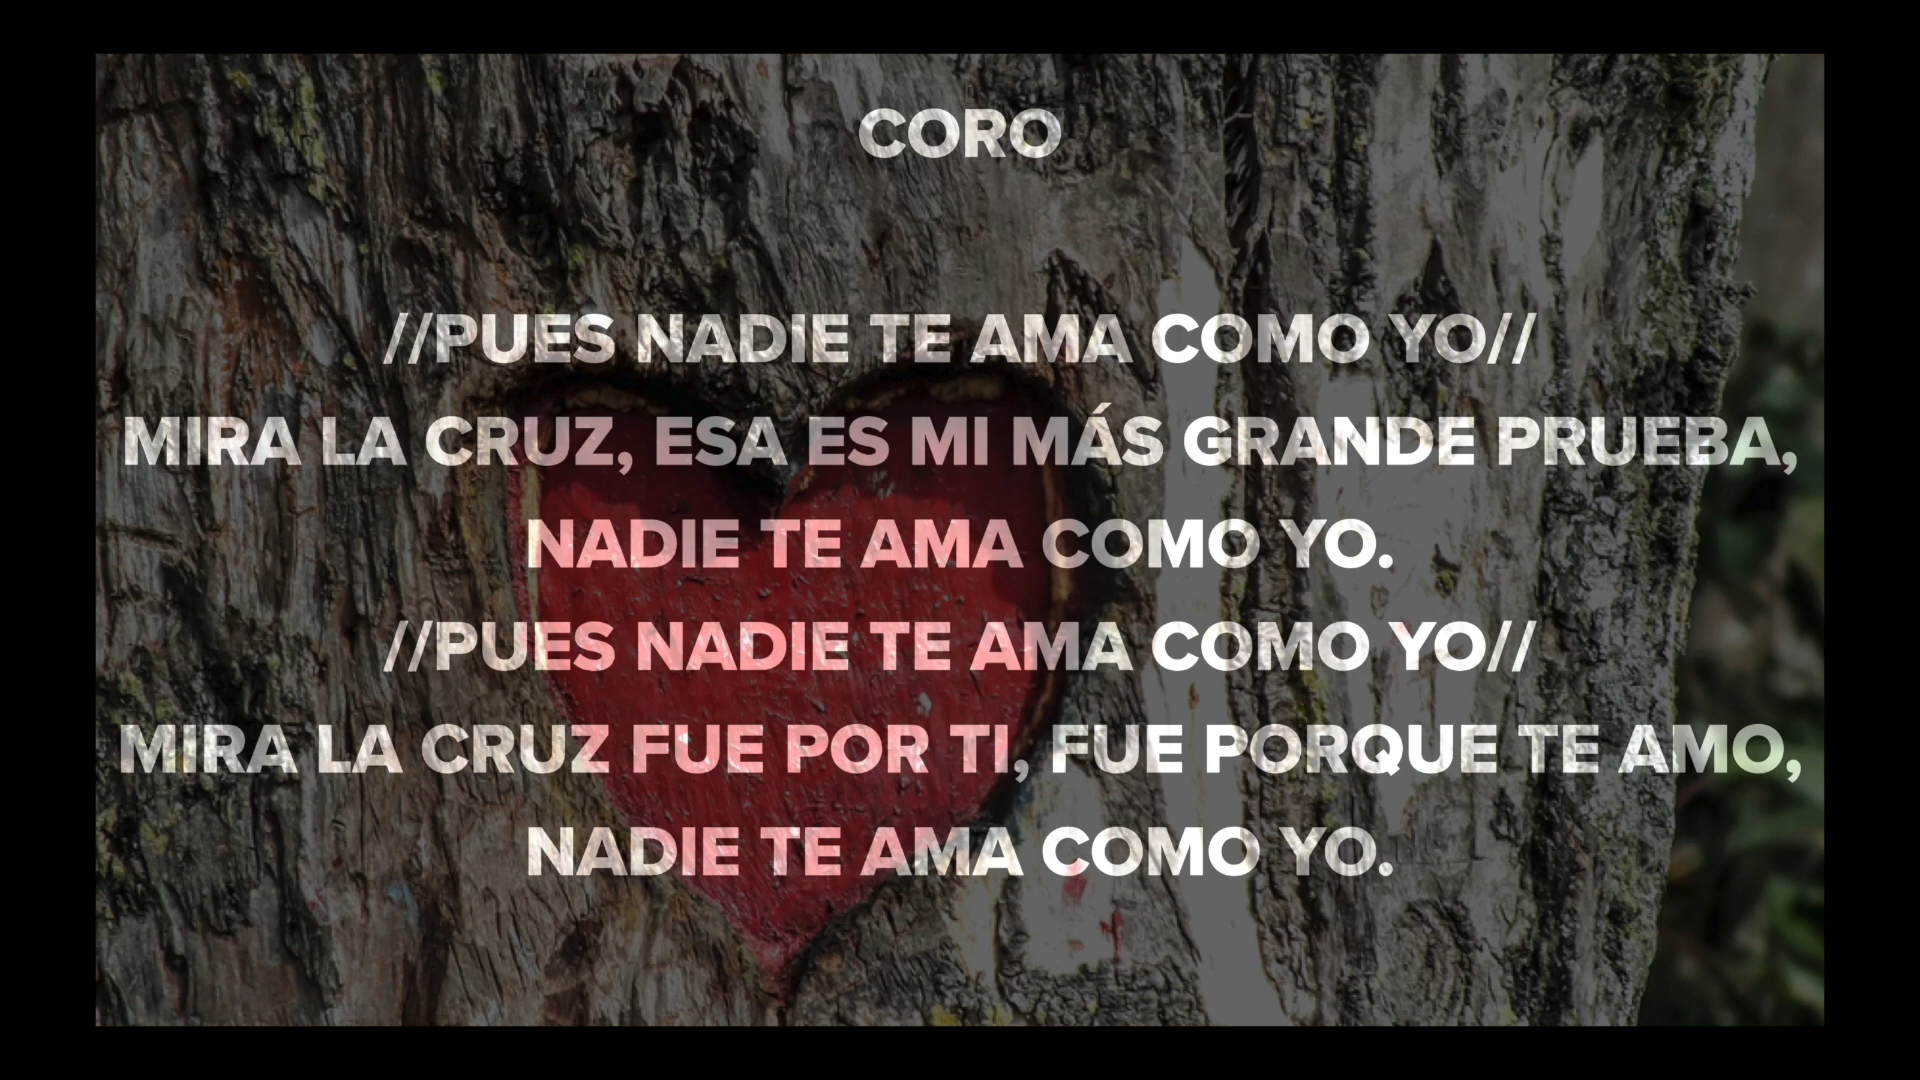 CORO
//PUES NADIE TE AMA COMO YO//
MIRA LA CRUZ, ESA ES MI MÁS GRANDE PRUEBA,
NADIE TE AMA COMO YO.
//PUES NADIE TE AMA COMO YO//
MIRA LA CRUZ FUE POR TI, FUE PORQUE TE AMO,
NADIE TE AMA COMO YO.